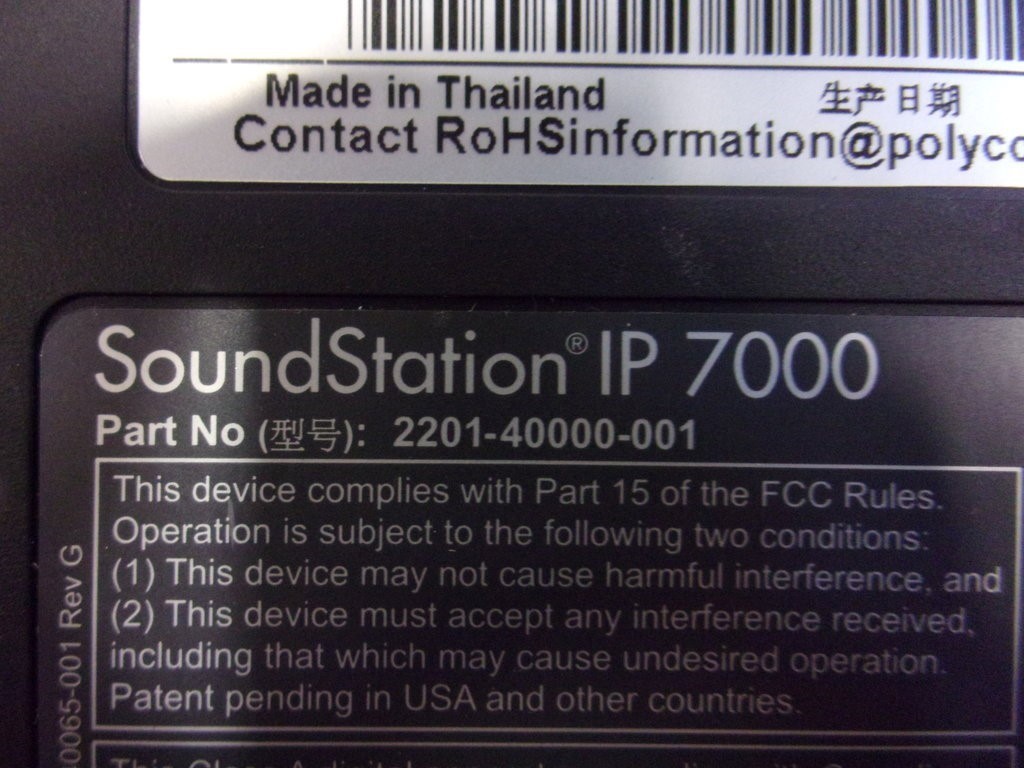 Made in Thailand 生产日期
Contact RoHSinformation@polyco
SoundStation® IP 7000
Part No (型号): 2201-40000-001
This device complies with Part 15 of the FCC Rules.
Operation is subject to the following two conditions:
(1) This device may not cause harmful interference, and
(2) This device must accept any interference received,
including that which may cause undesired operation.
Patent pending in USA and other countries.
0065-001 Rev G